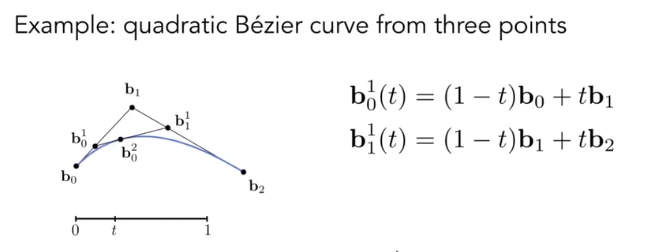 Example: quadratic Bézier curve from three points
b₁
b₀¹(t) = (1 − t)b₀ + tb₁
b₁¹
b₁¹(t) = (1 − t)b₁ + tb₂
b₀¹
b₀²
b₀
b₂
0 t 1